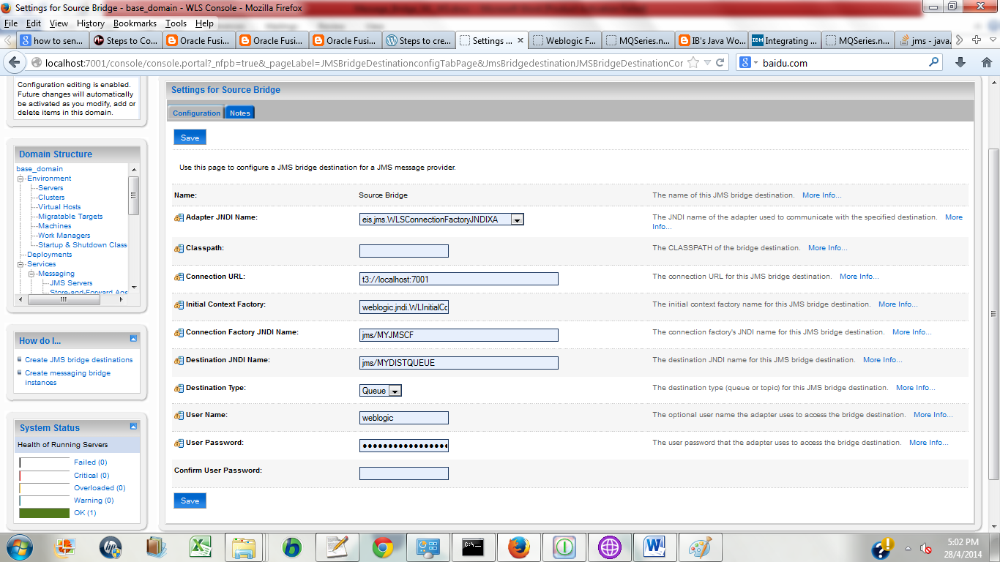 Settings for Source Bridge - base_domain - WLS Console - Mozilla Firefox
File Edit View History Bookmarks Tools Help
how to sen...
Steps to Co...
Oracle Fusi...
Oracle Fusi...
Oracle Fusi...
Steps to cre...
Settings ...
Weblogic F...
MQSeries.n...
IB's Java Wo...
IBM Integrating ...
MQSeries.n...
jms - java.
localhost:7001/console/console.portal?_nfpb=true&_pageLabel=JMSBridgeDestinationconfigTabPage&JmsBridgedestinationJMSBridgeDestinationCor
baidu.com
Configuration editing is enabled.
Future changes will automatically
be activated as you modify, add or
delete items in this domain.
Domain Structure
base_domain
Environment
Servers
Clusters
Virtual Hosts
Migratable Targets
Machines
Work Managers
Startup & Shutdown Class
Deployments
Services
Messaging
JMS Servers
Store-and-Forward Age
How do I...
Create JMS bridge destinations
Create messaging bridge
instances
System Status
Health of Running Servers
Failed (0)
Critical (0)
Overloaded (0)
Warning (0)
OK (1)
Settings for Source Bridge
Configuration Notes
Save
Use this page to configure a JMS bridge destination for a JMS message provider.
Name: Source Bridge The name of this JMS bridge destination. More Info...
Adapter JNDI Name: eis.jms.WLSConnectionFactoryJNDIXA The JNDI name of the adapter used to communicate with the specified destination. More
Info...
Classpath: The CLASSPATH of the bridge destination. More Info...
Connection URL: t3://localhost:7001 The connection URL for this JMS bridge destination. More Info...
Initial Context Factory: weblogic.jndi.WLInitialCo The initial context factory name for this JMS bridge destination. More Info...
Connection Factory JNDI Name: jms/MYJMSCF The connection factory's JNDI name for this JMS bridge destination. More Info...
Destination JNDI Name: jms/MYDISTQUEUE The destination JNDI name for this JMS bridge destination. More Info...
Destination Type: Queue The destination type (queue or topic) for this JMS bridge destination. More Info...
User Name: weblogic The optional user name the adapter uses to access the bridge destination. More Info...
User Password: The user password that the adapter uses to access the bridge destination. More Info...
Confirm User Password:
Save
5:02 PM
28/4/2014